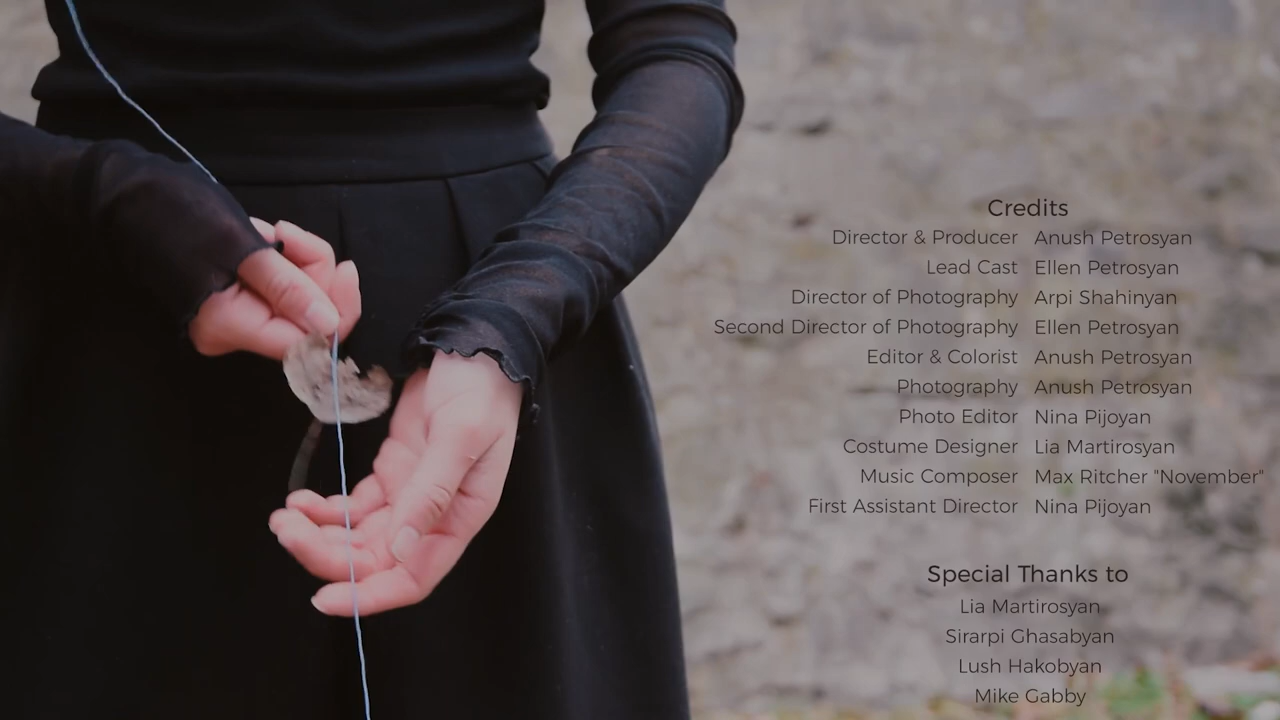 Credits
Director & Producer Anush Petrosyan
Lead Cast Ellen Petrosyan
Director of Photography Arpi Shahinyan
Second Director of Photography Ellen Petrosyan
Editor & Colorist Anush Petrosyan
Photography Anush Petrosyan
Photo Editor Nina Pijoyan
Costume Designer Lia Martirosyan
Music Composer Max Ritcher "November"
First Assistant Director Nina Pijoyan
Special Thanks to
Lia Martirosyan
Sirarpi Ghasabyan
Lush Hakobyan
Mike Gabby